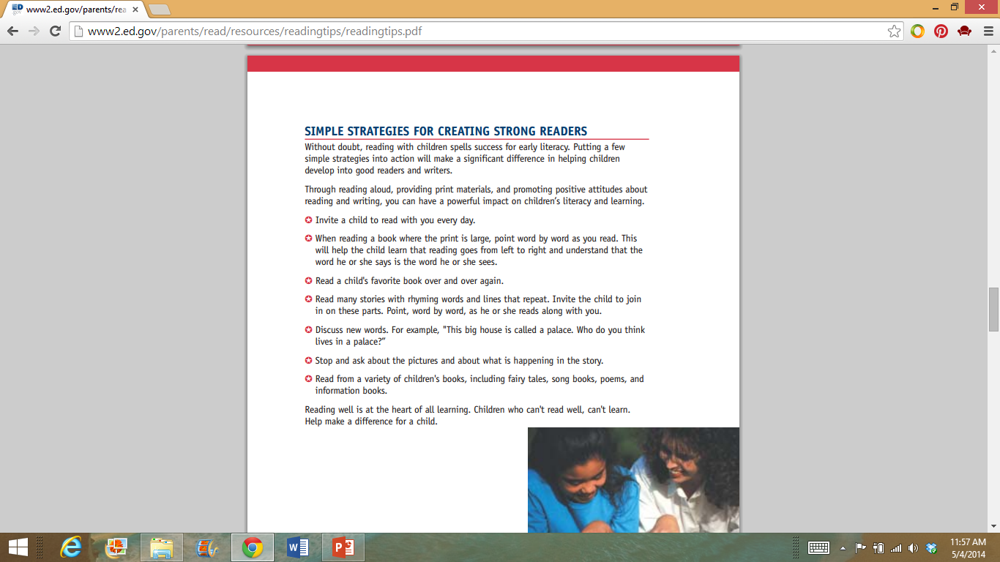 ED
.gov
www2.ed.gov/parents/rea
www2.ed.gov/parents/read/resources/readingtips/readingtips.pdf
SIMPLE STRATEGIES FOR CREATING STRONG READERS
Without doubt, reading with children spells success for early literacy. Putting a few
simple strategies into action will make a significant difference in helping children
develop into good readers and writers.
Through reading aloud, providing print materials, and promoting positive attitudes about
reading and writing, you can have a powerful impact on children’s literacy and learning.
Invite a child to read with you every day.
When reading a book where the print is large, point word by word as you read. This
will help the child learn that reading goes from left to right and understand that the
word he or she says is the word he or she sees.
Read a child's favorite book over and over again.
Read many stories with rhyming words and lines that repeat. Invite the child to join
in on these parts. Point, word by word, as he or she reads along with you.
Discuss new words. For example, "This big house is called a palace. Who do you think
lives in a palace?”
Stop and ask about the pictures and about what is happening in the story.
Read from a variety of children's books, including fairy tales, song books, poems, and
information books.
Reading well is at the heart of all learning. Children who can't read well, can't learn.
Help make a difference for a child.
11:57 AM
5/4/2014